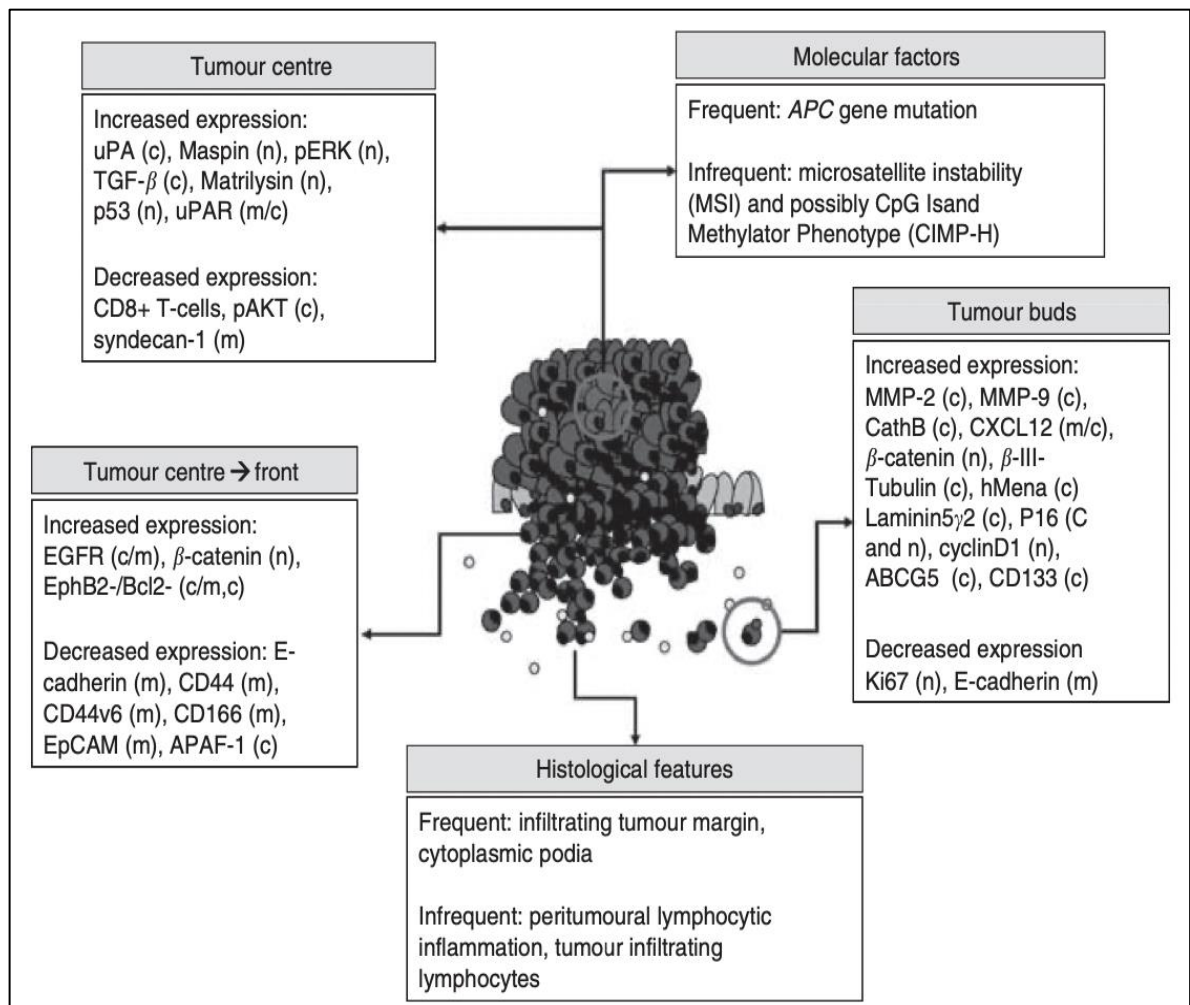 Tumour centre
Increased expression:
uPA (c), Maspin (n), pERK (n),
TGF-β (c), Matrilysin (n),
p53 (n), uPAR (m/c)
Decreased expression:
CD8+ T-cells, pAKT (c),
syndecan-1 (m)
Molecular factors
Frequent: APC gene mutation
Infrequent: microsatellite instability
(MSI) and possibly CpG Isand
Methylator Phenotype (CIMP-H)
Tumour buds
Increased expression:
MMP-2 (c), MMP-9 (c),
CathB (c), CXCL12 (m/c),
β-catenin (n), β-III-
Tubulin (c), hMena (c)
Laminin5γ2 (c), P16 (C
and n), cyclinD1 (n),
ABCG5 (c), CD133 (c)
Decreased expression
Ki67 (n), E-cadherin (m)
Tumour centre → front
Increased expression:
EGFR (c/m), β-catenin (n),
EphB2-/Bcl2- (c/m,c)
Decreased expression: E-
cadherin (m), CD44 (m),
CD44v6 (m), CD166 (m),
EpCAM (m), APAF-1 (c)
Histological features
Frequent: infiltrating tumour margin,
cytoplasmic podia
Infrequent: peritumoural lymphocytic
inflammation, tumour infiltrating
lymphocytes